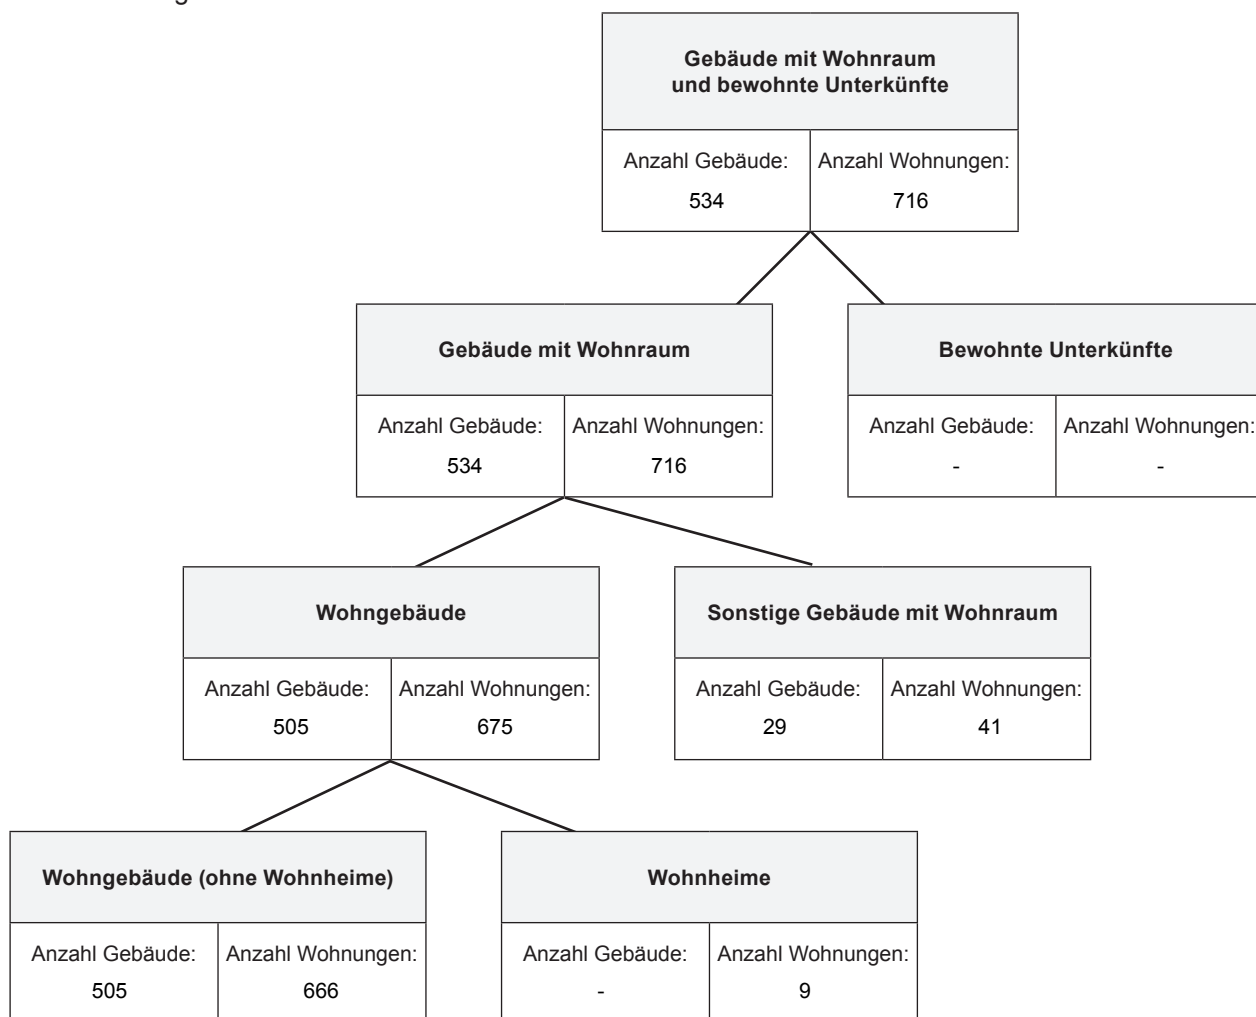 Gebäude mit Wohnraum
und bewohnte Unterkünfte
Anzahl Gebäude: Anzahl Wohnungen:
534 716
Gebäude mit Wohnraum
Anzahl Gebäude: Anzahl Wohnungen:
534 716
Bewohnte Unterkünfte
Anzahl Gebäude: Anzahl Wohnungen:
- -
Wohngebäude
Anzahl Gebäude: Anzahl Wohnungen:
505 675
Sonstige Gebäude mit Wohnraum
Anzahl Gebäude: Anzahl Wohnungen:
29 41
Wohngebäude (ohne Wohnheime)
Anzahl Gebäude: Anzahl Wohnungen:
505 666
Wohnheime
Anzahl Gebäude: Anzahl Wohnungen:
- 9